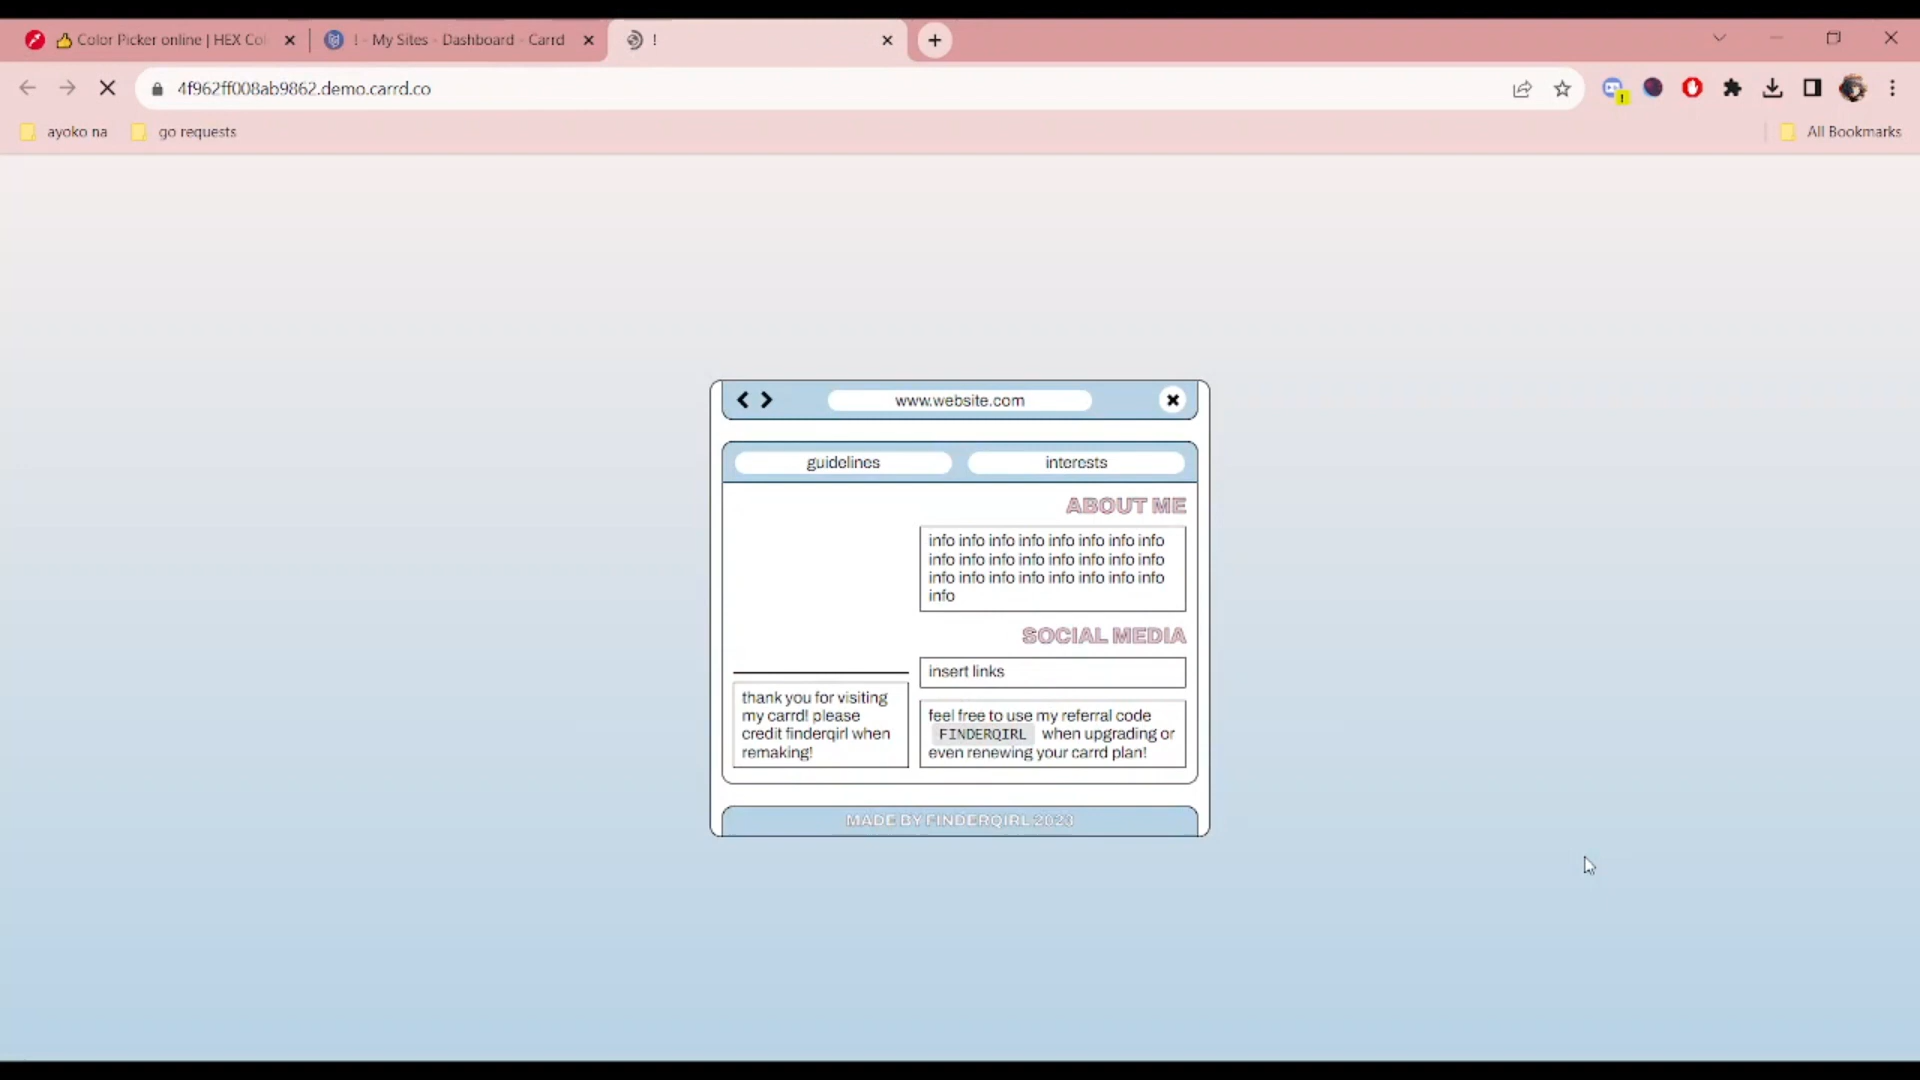 Color Picker online | HEX Co
! - My Sites - Dashboard - Carrd
!
4f962ff008ab9862.demo.carrd.co
ayoko na
go requests
All Bookmarks
www.website.com
guidelines
interests
ABOUT ME
info info info info info info info info
info info info info info info info info
info info info info info info info info
info
SOCIAL MEDIA
insert links
thank you for visiting
my carrd! please
credit finderqirl when
remaking!
feel free to use my referral code
FINDERQIRL when upgrading or
even renewing your carrd plan!
MADE BY FINDERQIRL 2023